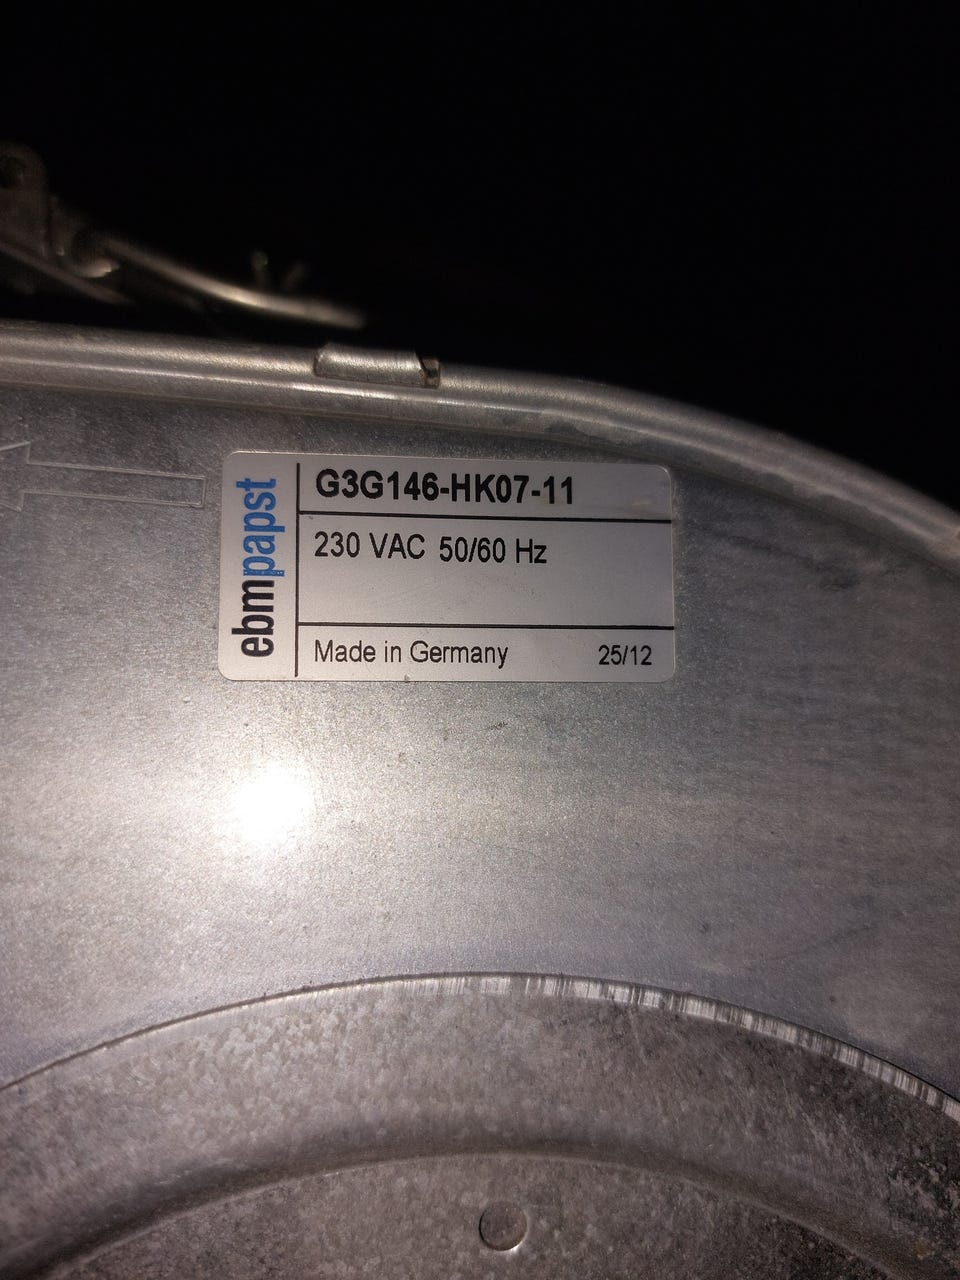 ebmpapst
G3G146-HK07-11
230 VAC 50/60 Hz
Made in Germany 25/12